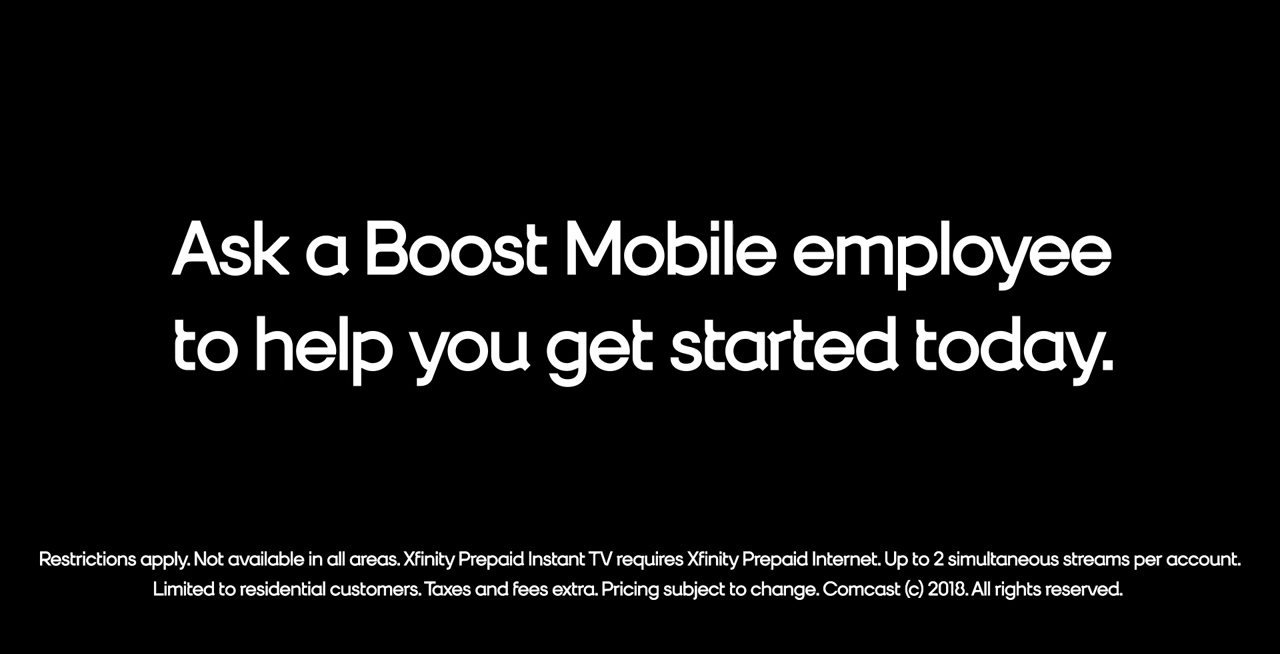 Ask a Boost Mobile employee
to help you get started today.
Restrictions apply. Not available in all areas. Xfinity Prepaid Instant TV requires Xfinity Prepaid Internet. Up to 2 simultaneous streams per account.
Limited to residential customers. Taxes and fees extra. Pricing subject to change. Comcast (c) 2018. All rights reserved.